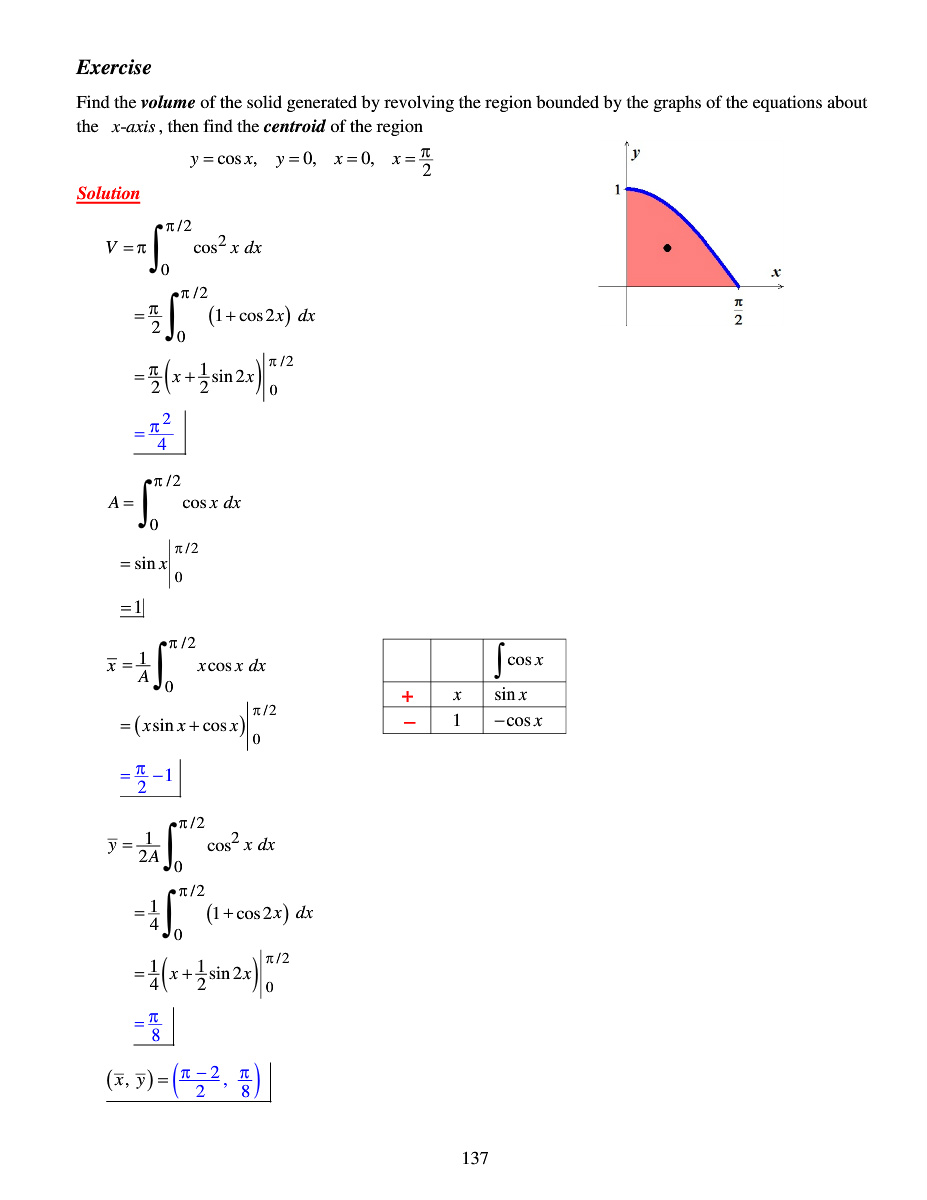 Exercise
Find the volume of the solid generated by revolving the region bounded by the graphs of the equations about
the x-axis, then find the centroid of the region
y = cos x, y = 0, x = 0, x = π/2
y
1
x
π/2
Solution
V = π ∫_0^{π/2} cos² x dx
= π/2 ∫_0^{π/2} (1 + cos 2x) dx
= π/2 (x + 1/2 sin 2x) |_0^{π/2}
= π²/4
A = ∫_0^{π/2} cos x dx
= sin x |_0^{π/2}
= 1
x̅ = 1/A ∫_0^{π/2} x cos x dx
= (x sin x + cos x) |_0^{π/2}
= π/2 − 1
∫ cos x
+ x sin x
− 1 −cos x
y̅ = 1/2A ∫_0^{π/2} cos² x dx
= 1/4 ∫_0^{π/2} (1 + cos 2x) dx
= 1/4 (x + 1/2 sin 2x) |_0^{π/2}
= π/8
(x̅, y̅) = (π − 2/2, π/8)
137